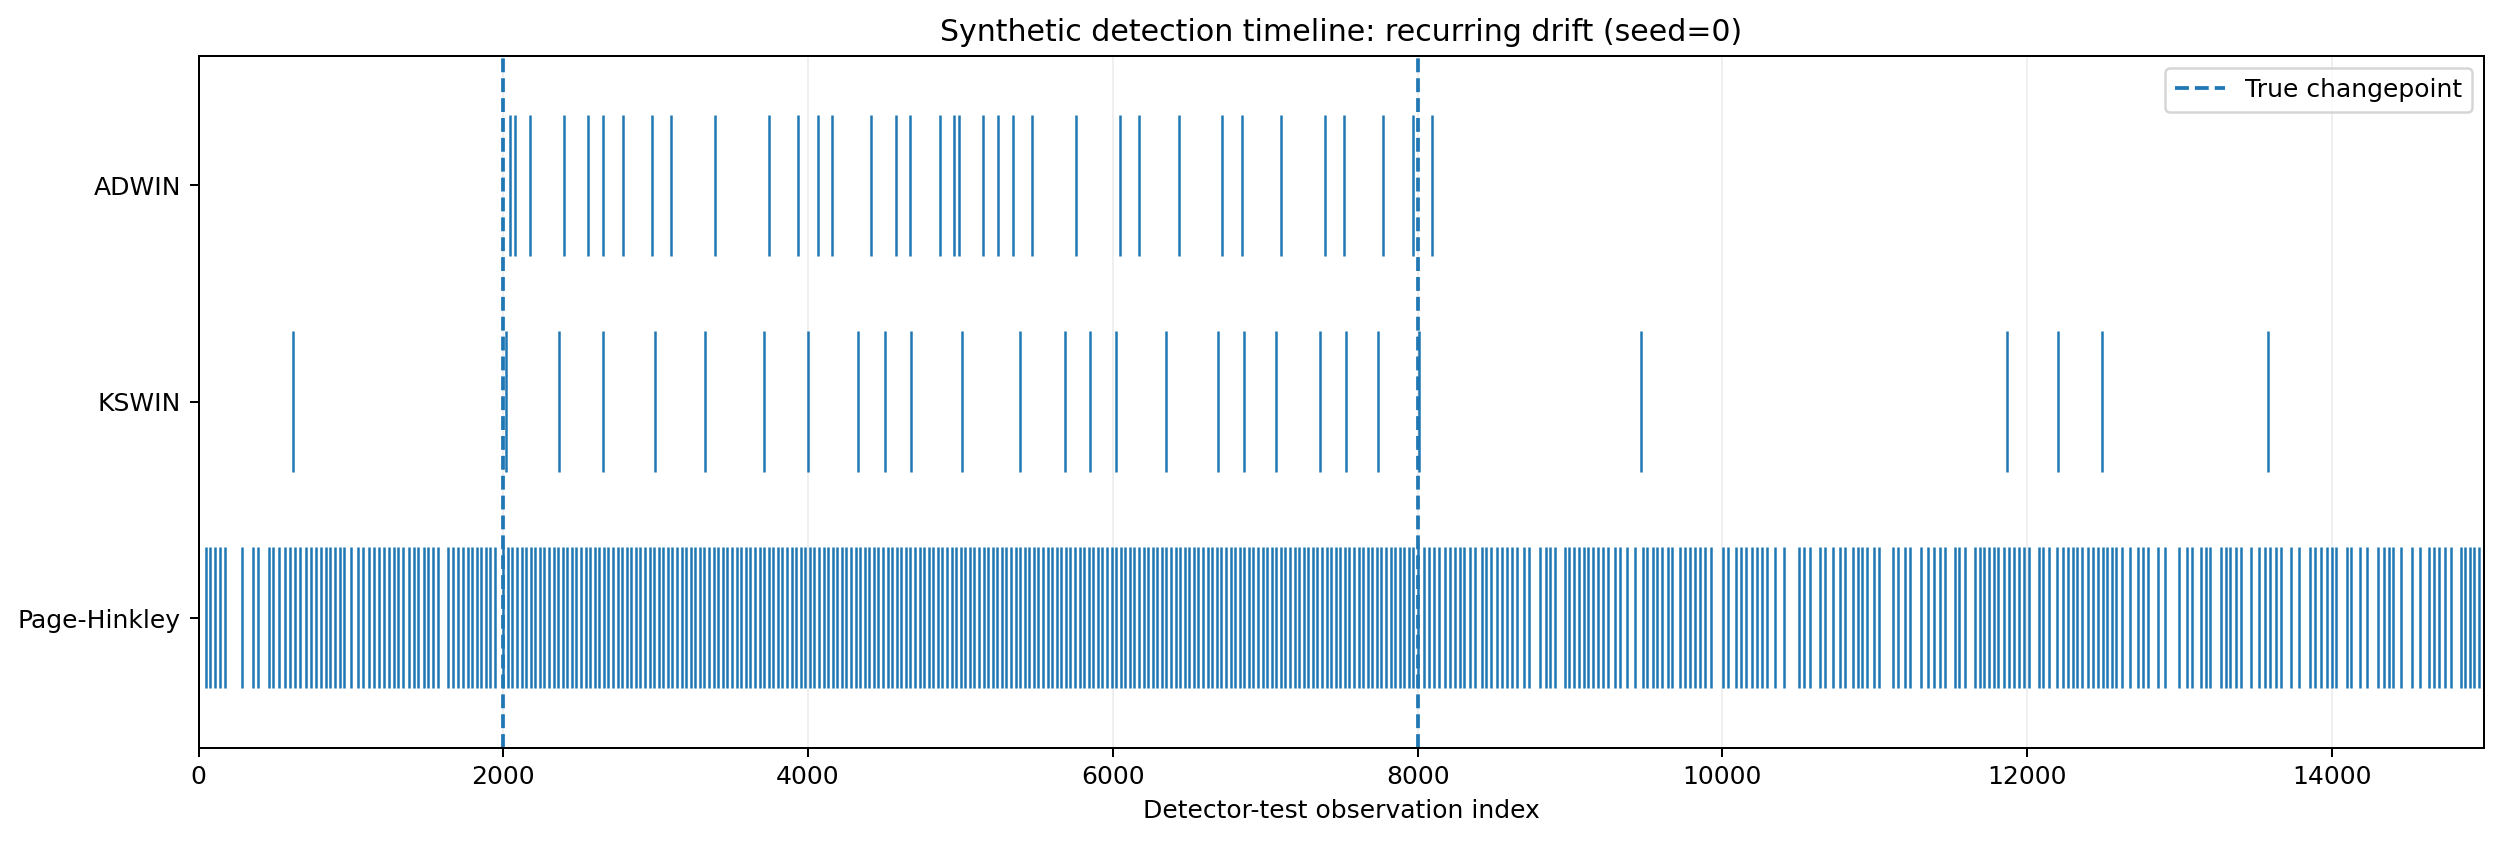 Synthetic detection timeline: recurring drift (seed=0)
True changepoint
ADWIN
KSWIN
Page-Hinkley
0 2000 4000 6000 8000 10000 12000 14000
Detector-test observation index